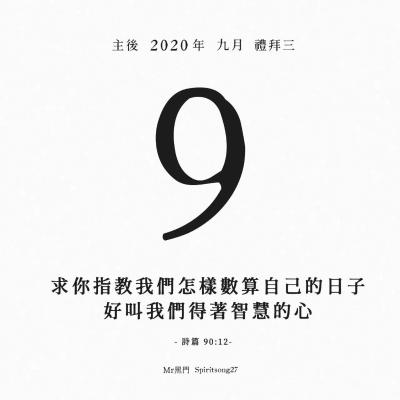 主後 2020年 九月 禮拜三
9
求你指教我們怎樣數算自己的日子
好叫我們得著智慧的心
- 詩篇 90:12-
Mr黑門 Spiritsong27